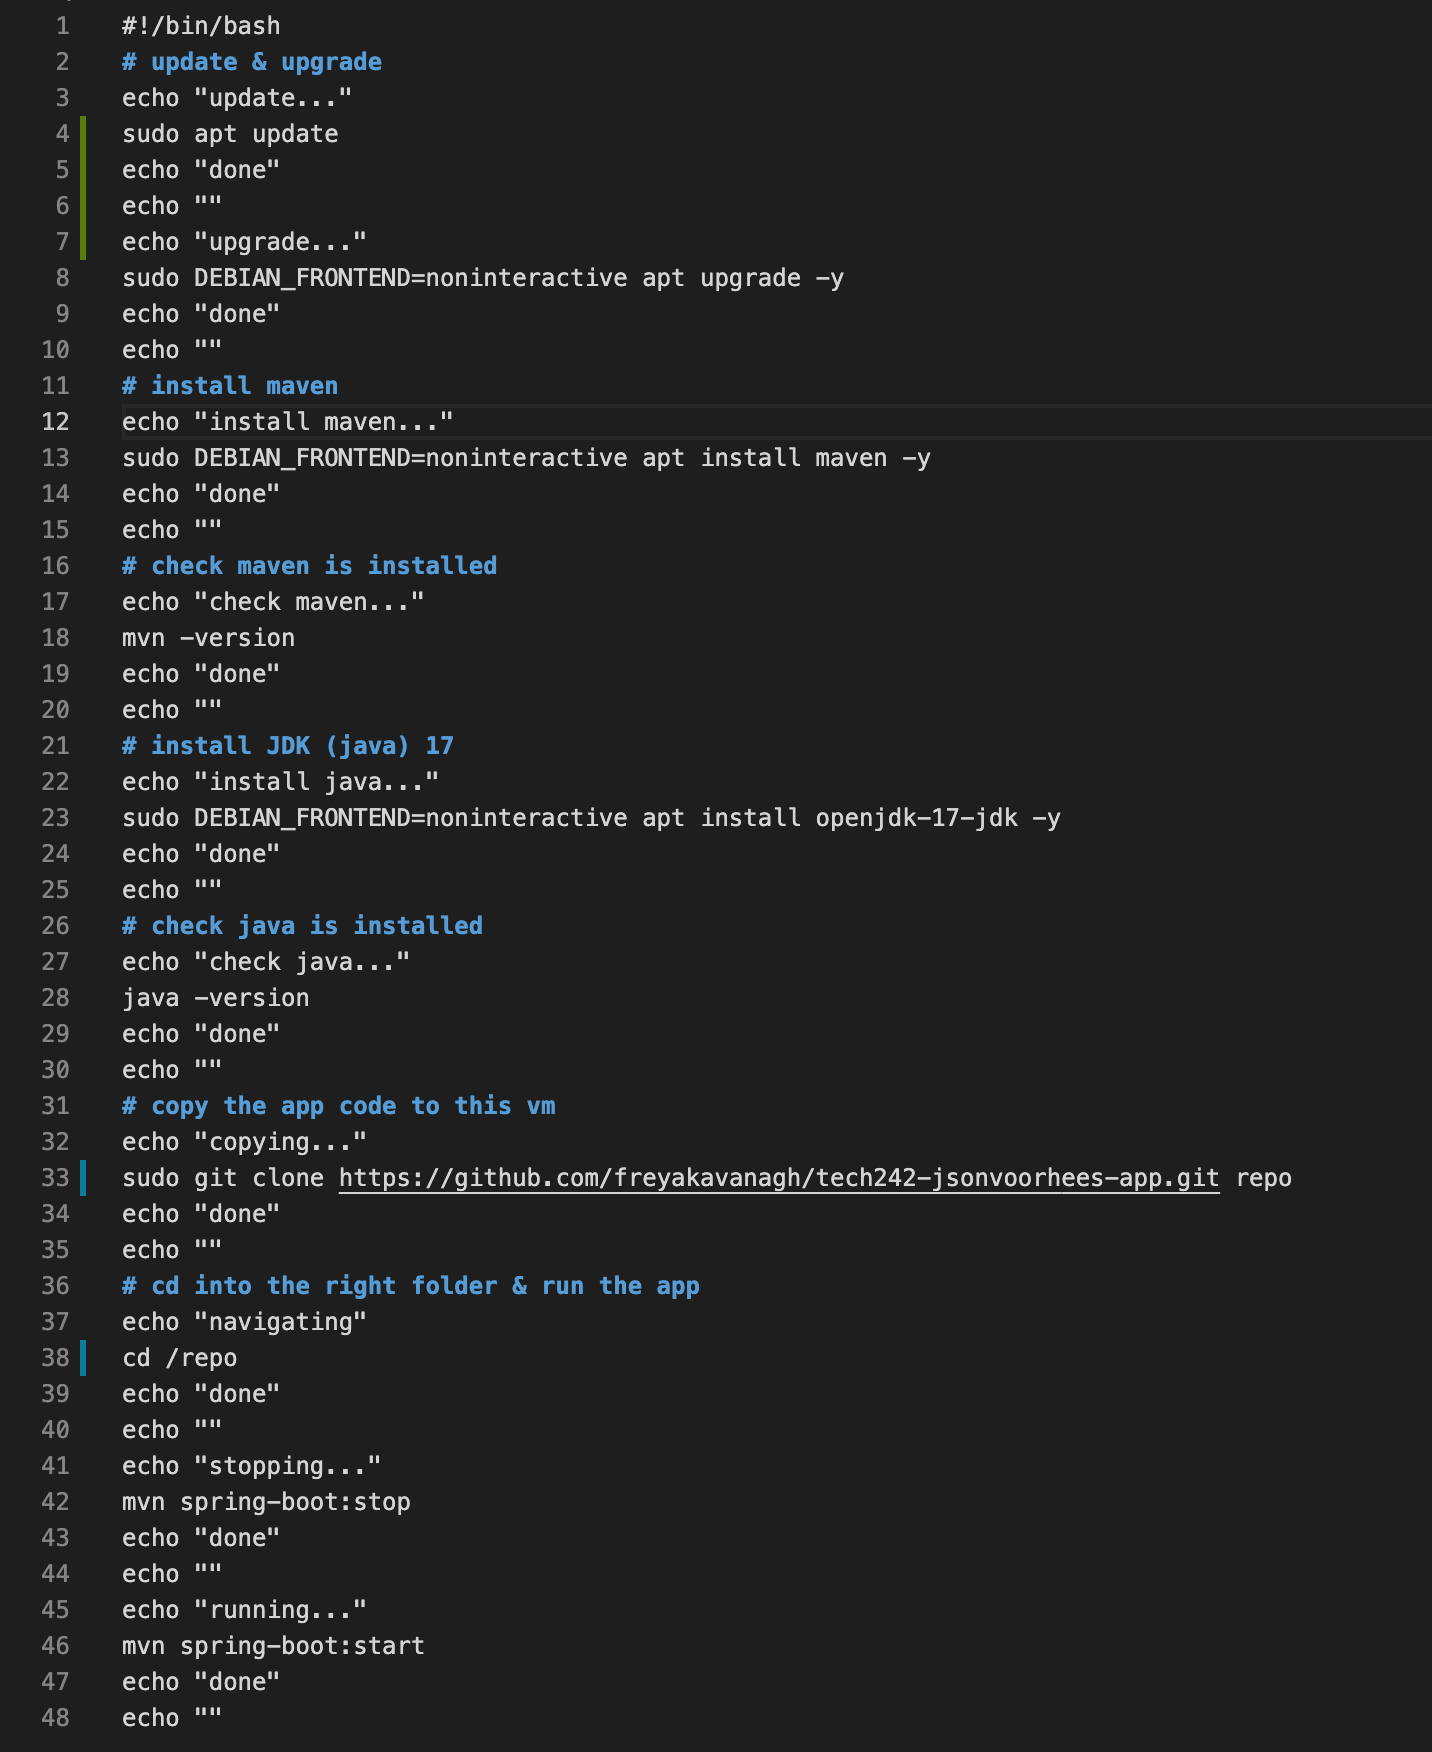 1 #!/bin/bash
2 # update & upgrade
3 echo "update..."
4 sudo apt update
5 echo "done"
6 echo ""
7 echo "upgrade..."
8 sudo DEBIAN_FRONTEND=noninteractive apt upgrade -y
9 echo "done"
10 echo ""
11 # install maven
12 echo "install maven..."
13 sudo DEBIAN_FRONTEND=noninteractive apt install maven -y
14 echo "done"
15 echo ""
16 # check maven is installed
17 echo "check maven..."
18 mvn -version
19 echo "done"
20 echo ""
21 # install JDK (java) 17
22 echo "install java..."
23 sudo DEBIAN_FRONTEND=noninteractive apt install openjdk-17-jdk -y
24 echo "done"
25 echo ""
26 # check java is installed
27 echo "check java..."
28 java -version
29 echo "done"
30 echo ""
31 # copy the app code to this vm
32 echo "copying..."
33 sudo git clone https://github.com/freyakavanagh/tech242-jsonvoorhees-app.git repo
34 echo "done"
35 echo ""
36 # cd into the right folder & run the app
37 echo "navigating"
38 cd /repo
39 echo "done"
40 echo ""
41 echo "stopping..."
42 mvn spring-boot:stop
43 echo "done"
44 echo ""
45 echo "running..."
46 mvn spring-boot:start
47 echo "done"
48 echo ""